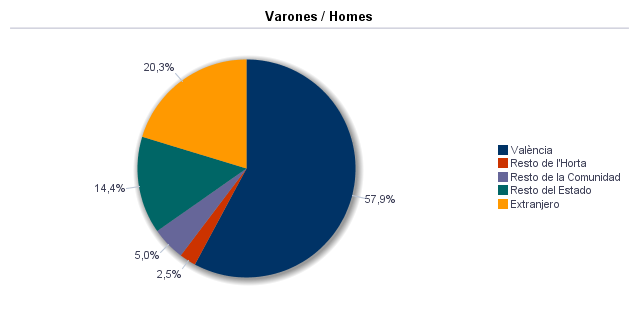 Varones / Homes
20,3%
14,4%
5,0%
2,5%
57,9%
València
Resto de l'Horta
Resto de la Comunidad
Resto del Estado
Extranjero